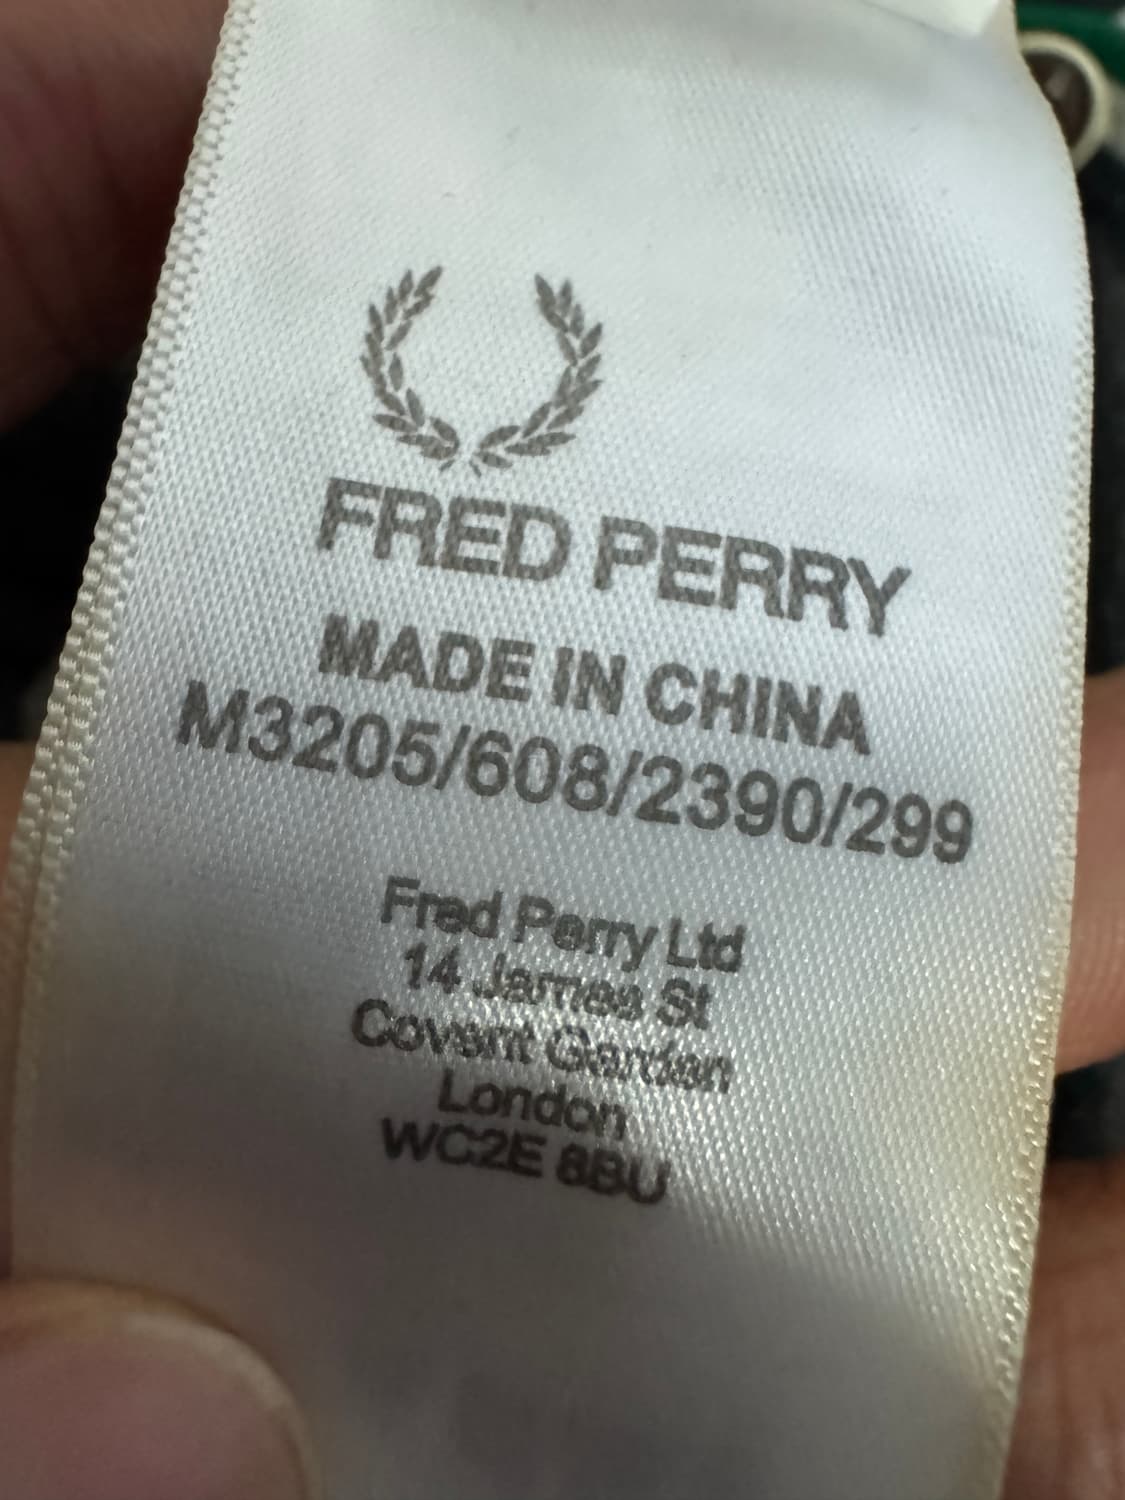 FRED PERRY
MADE IN CHINA
M3205/608/2390/299
Fred Perry Ltd
14 James St
Covent Garden
London
WC2E 8BU